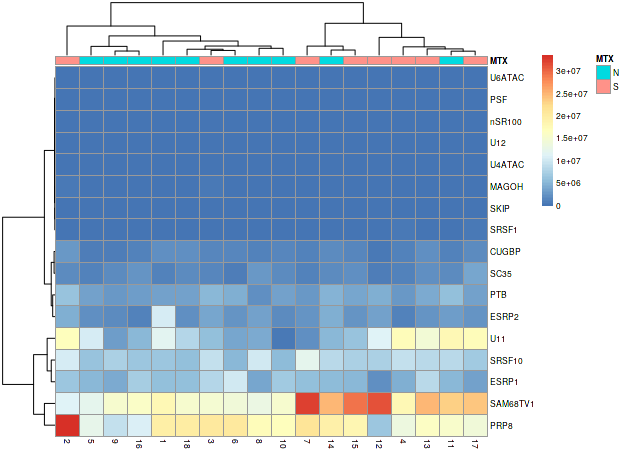 MTX
U6ATAC
PSF
nSR100
U12
U4ATAC
MAGOH
SKIP
SRSF1
CUGBP
SC35
PTB
ESRP2
U11
SRSF10
ESRP1
SAM68TV1
PRP8
2 5 9 16 1 18 3 6 8 10 7 14 15 12 4 13 11 17
3e+07
2.5e+07
2e+07
1.5e+07
1e+07
5e+06
0
MTX
N
S